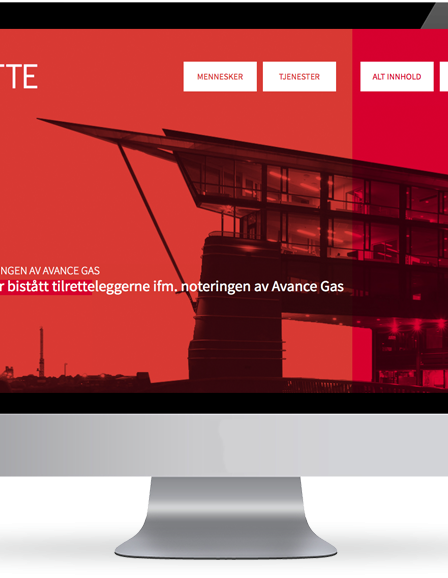 TTE
MENNESKER
TJENESTER
ALT INNHOLD
NGEN AV AVANCE GAS
r bistått tilretteleggerne ifm. noteringen av Avance Gas